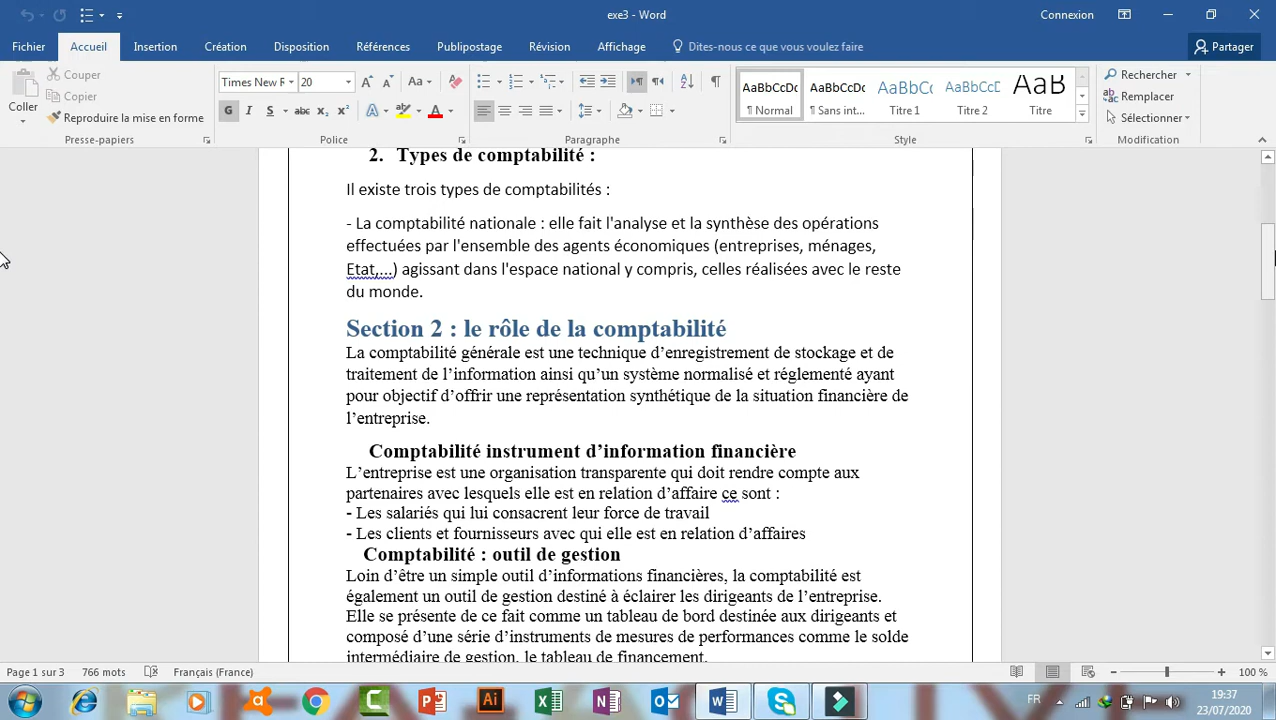 exe3 - Word
Connexion
Fichier Accueil Insertion Création Disposition Références Publipostage Révision Affichage Dites-nous ce que vous voulez faire Partager
Coller
Couper
Copier
Reproduire la mise en forme
Presse-papiers
Times New R 20
Police
Paragraphe
AaBbCcDc AaBbCcDc AaBbCc AaBbCcD AaB
¶ Normal ¶ Sans int... Titre 1 Titre 2 Titre
Style
Rechercher
Remplacer
Sélectionner
Modification
2. Types de comptabilité :
Il existe trois types de comptabilités :
- La comptabilité nationale : elle fait l'analyse et la synthèse des opérations
effectuées par l'ensemble des agents économiques (entreprises, ménages,
Etat,...) agissant dans l'espace national y compris, celles réalisées avec le reste
du monde.
Section 2 : le rôle de la comptabilité
La comptabilité générale est une technique d’enregistrement de stockage et de
traitement de l’information ainsi qu’un système normalisé et réglementé ayant
pour objectif d’offrir une représentation synthétique de la situation financière de
l’entreprise.
Comptabilité instrument d’information financière
L’entreprise est une organisation transparente qui doit rendre compte aux
partenaires avec lesquels elle est en relation d’affaire ce sont :
- Les salariés qui lui consacrent leur force de travail
- Les clients et fournisseurs avec qui elle est en relation d’affaires
Comptabilité : outil de gestion
Loin d’être un simple outil d’informations financières, la comptabilité est
également un outil de gestion destiné à éclairer les dirigeants de l’entreprise.
Elle se présente de ce fait comme un tableau de bord destinée aux dirigeants et
composé d’une série d’instruments de mesures de performances comme le solde
intermédiaire de gestion, le tableau de financement.
Page 1 sur 3 766 mots Français (France) 100 %
FR
19:37
23/07/2020